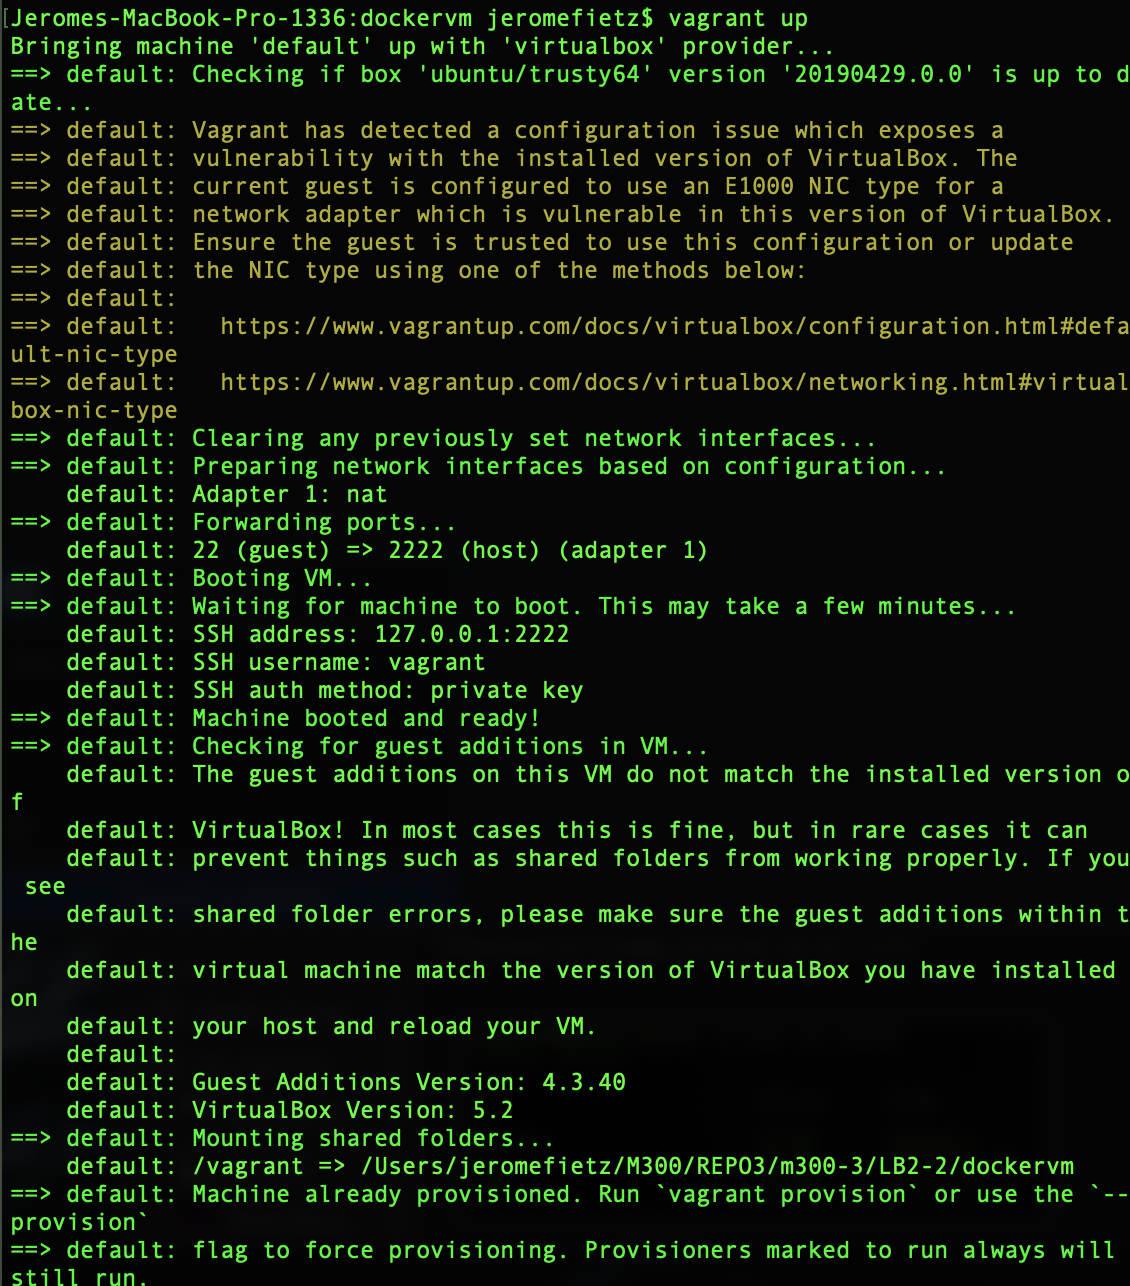 [Jeromes-MacBook-Pro-1336:dockervm jeromefietz$ vagrant up
Bringing machine 'default' up with 'virtualbox' provider...
==> default: Checking if box 'ubuntu/trusty64' version '20190429.0.0' is up to d
ate...
==> default: Vagrant has detected a configuration issue which exposes a
==> default: vulnerability with the installed version of VirtualBox. The
==> default: current guest is configured to use an E1000 NIC type for a
==> default: network adapter which is vulnerable in this version of VirtualBox.
==> default: Ensure the guest is trusted to use this configuration or update
==> default: the NIC type using one of the methods below:
==> default:
==> default:   https://www.vagrantup.com/docs/virtualbox/configuration.html#defa
ult-nic-type
==> default:   https://www.vagrantup.com/docs/virtualbox/networking.html#virtual
box-nic-type
==> default: Clearing any previously set network interfaces...
==> default: Preparing network interfaces based on configuration...
    default: Adapter 1: nat
==> default: Forwarding ports...
    default: 22 (guest) => 2222 (host) (adapter 1)
==> default: Booting VM...
==> default: Waiting for machine to boot. This may take a few minutes...
    default: SSH address: 127.0.0.1:2222
    default: SSH username: vagrant
    default: SSH auth method: private key
==> default: Machine booted and ready!
==> default: Checking for guest additions in VM...
    default: The guest additions on this VM do not match the installed version o
f
    default: VirtualBox! In most cases this is fine, but in rare cases it can
    default: prevent things such as shared folders from working properly. If you
 see
    default: shared folder errors, please make sure the guest additions within t
he
    default: virtual machine match the version of VirtualBox you have installed
on
    default: your host and reload your VM.
    default:
    default: Guest Additions Version: 4.3.40
    default: VirtualBox Version: 5.2
==> default: Mounting shared folders...
    default: /vagrant => /Users/jeromefietz/M300/REPO3/m300-3/LB2-2/dockervm
==> default: Machine already provisioned. Run `vagrant provision` or use the `--
provision`
==> default: flag to force provisioning. Provisioners marked to run always will
still run.